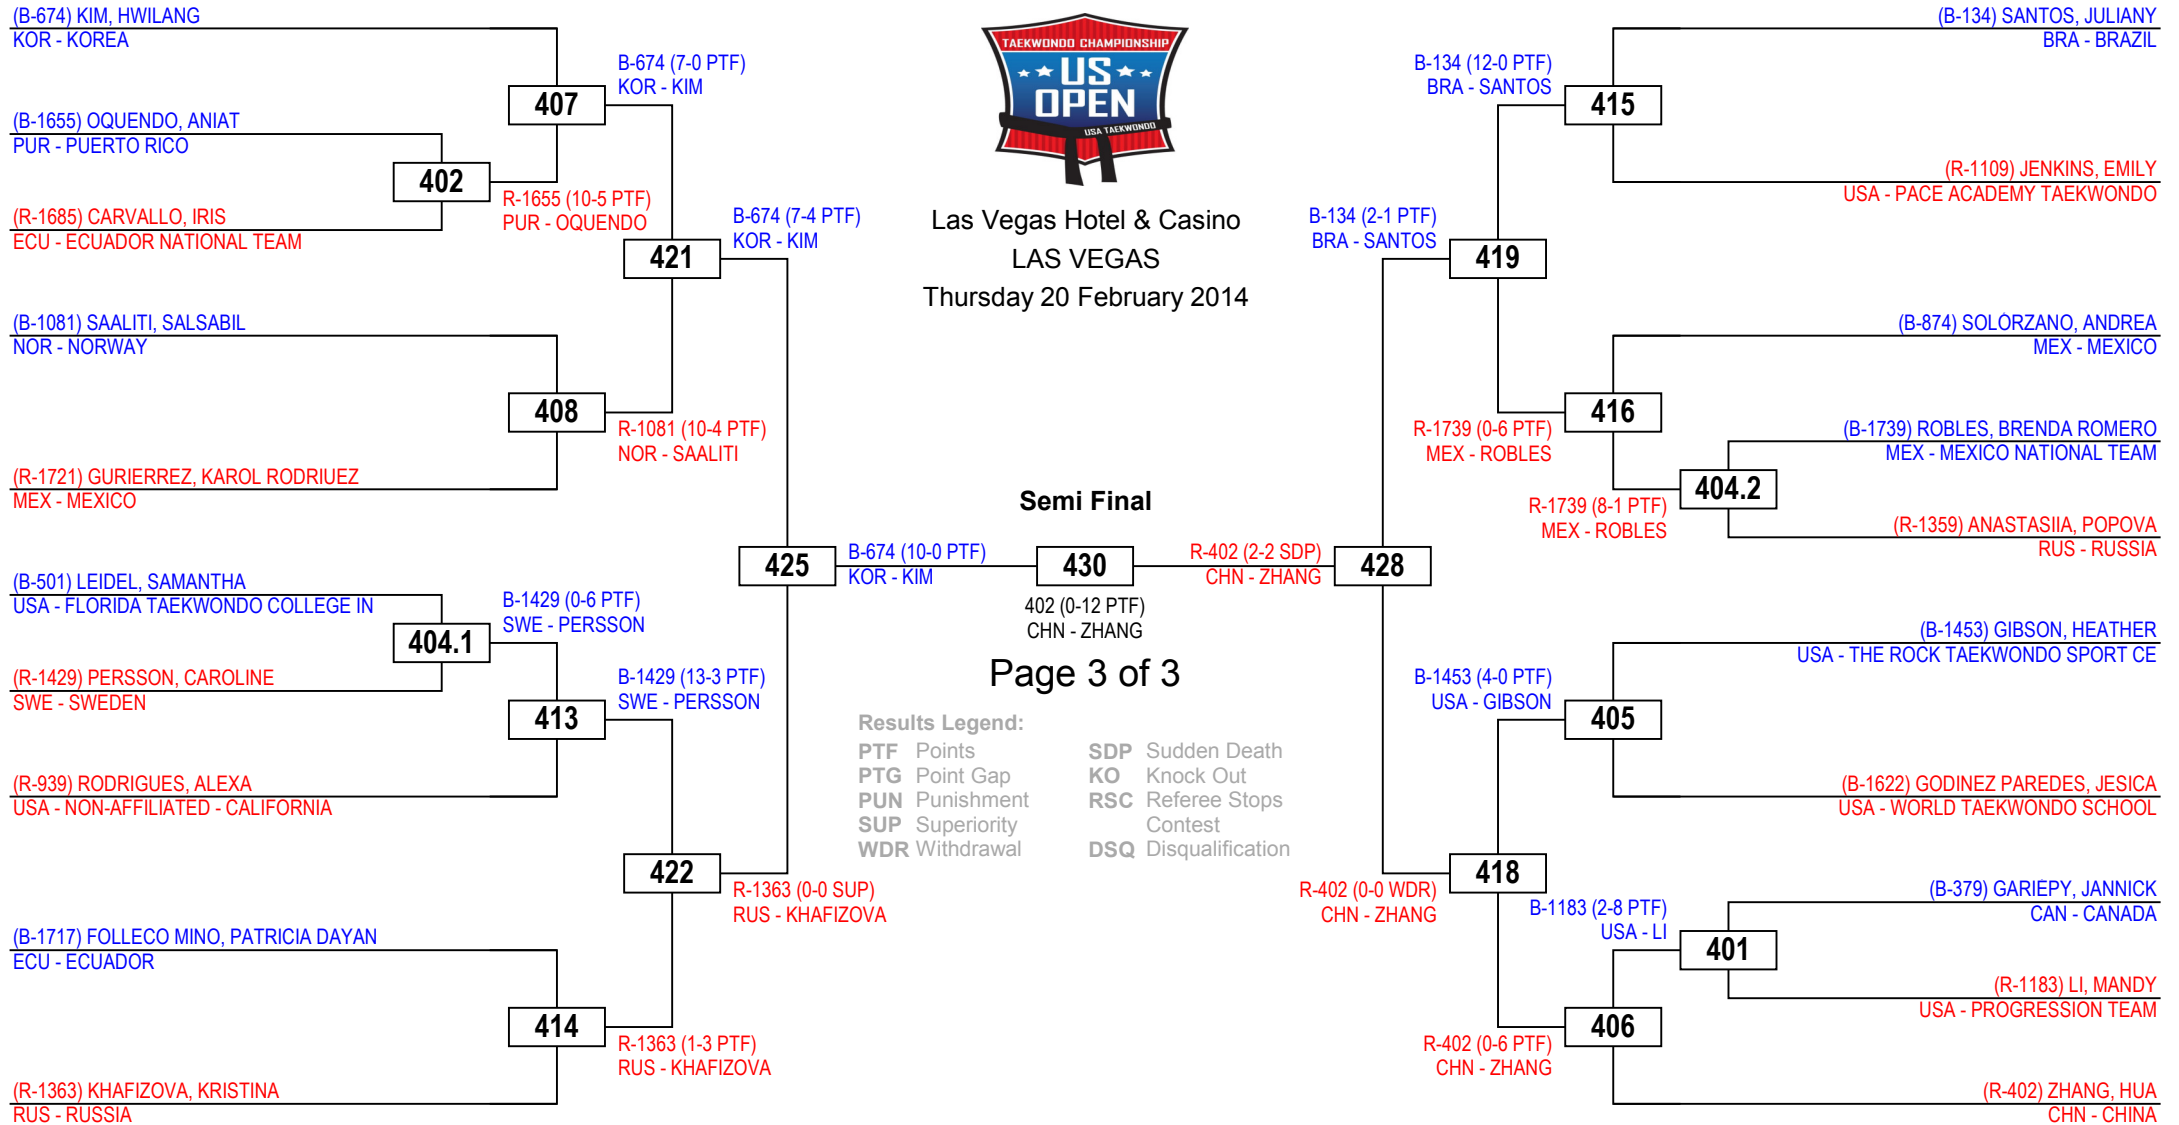 (B-674) KIM, HWILANG
KOR - KOREA
(B-1655) OQUENDO, ANIAT
PUR - PUERTO RICO
(R-1685) CARVALLO, IRIS
ECU - ECUADOR NATIONAL TEAM
(B-1081) SAALITI, SALSABIL
NOR - NORWAY
(R-1721) GURIERREZ, KAROL RODRIUEZ
MEX - MEXICO
(B-501) LEIDEL, SAMANTHA
USA - FLORIDA TAEKWONDO COLLEGE IN
(R-1429) PERSSON, CAROLINE
SWE - SWEDEN
(R-939) RODRIGUES, ALEXA
USA - NON-AFFILIATED - CALIFORNIA
(B-1717) FOLLECO MINO, PATRICIA DAYAN
ECU - ECUADOR
(R-1363) KHAFIZOVA, KRISTINA
RUS - RUSSIA
402
404.1
R-1655 (10-5 PTF)
PUR - OQUENDO
B-1429 (0-6 PTF)
SWE - PERSSON
407
408
413
414
B-674 (7-0 PTF)
KOR - KIM
R-1081 (10-4 PTF)
NOR - SAALITI
B-1429 (13-3 PTF)
SWE - PERSSON
R-1363 (1-3 PTF)
RUS - KHAFIZOVA
421
422
B-674 (7-4 PTF)
KOR - KIM
R-1363 (0-0 SUP)
RUS - KHAFIZOVA
425
B-674 (10-0 PTF)
KOR - KIM
TAEKWONDO CHAMPIONSHIP
US
OPEN
USA TAEKWONDO
Las Vegas Hotel & Casino
LAS VEGAS
Thursday 20 February 2014
Semi Final
430
402 (0-12 PTF)
CHN - ZHANG
Page 3 of 3
Results Legend:
PTF Points
PTG Point Gap
PUN Punishment
SUP Superiority
WDR Withdrawal
SDP Sudden Death
KO Knock Out
RSC Referee Stops
Contest
DSQ Disqualification
R-402 (2-2 SDP)
CHN - ZHANG
428
B-134 (2-1 PTF)
BRA - SANTOS
R-402 (0-0 WDR)
CHN - ZHANG
419
418
B-134 (12-0 PTF)
BRA - SANTOS
R-1739 (0-6 PTF)
MEX - ROBLES
B-1453 (4-0 PTF)
USA - GIBSON
R-402 (0-6 PTF)
CHN - ZHANG
415
416
405
406
R-1739 (8-1 PTF)
MEX - ROBLES
B-1183 (2-8 PTF)
USA - LI
404.2
401
(B-134) SANTOS, JULIANY
BRA - BRAZIL
(R-1109) JENKINS, EMILY
USA - PACE ACADEMY TAEKWONDO
(B-874) SOLÓRZANO, ANDREA
MEX - MEXICO
(B-1739) ROBLES, BRENDA ROMERO
MEX - MEXICO NATIONAL TEAM
(R-1359) ANASTASIIA, POPOVA
RUS - RUSSIA
(B-1453) GIBSON, HEATHER
USA - THE ROCK TAEKWONDO SPORT CE
(B-1622) GODINEZ PAREDES, JESICA
USA - WORLD TAEKWONDO SCHOOL
(B-379) GARIÉPY, JANNICK
CAN - CANADA
(R-1183) LI, MANDY
USA - PROGRESSION TEAM
(R-402) ZHANG, HUA
CHN - CHINA